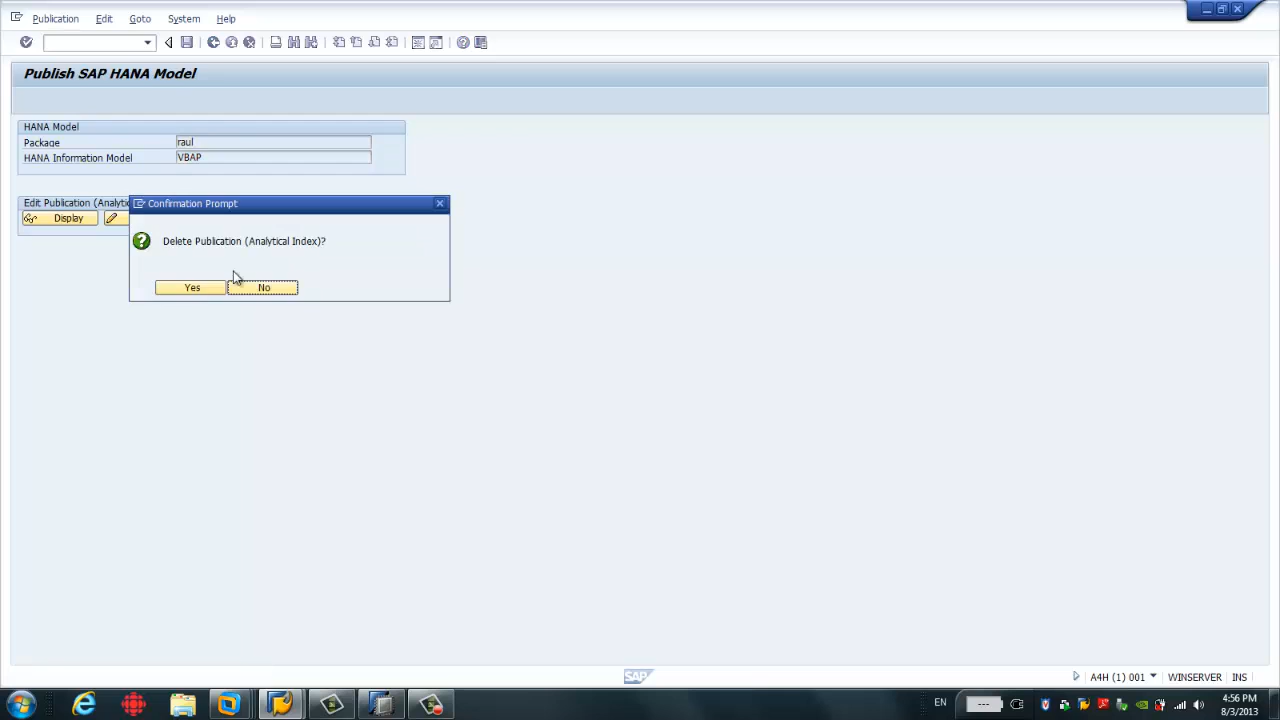 Publication Edit Goto System Help
Publish SAP HANA Model
HANA Model
Package raul
HANA Information Model VBAP
Edit Publication (Analytic
Display
Confirmation Prompt
Delete Publication (Analytical Index)?
Yes No
SAP
A4H (1) 001 WINSERVER INS
EN
4:56 PM
8/3/2013